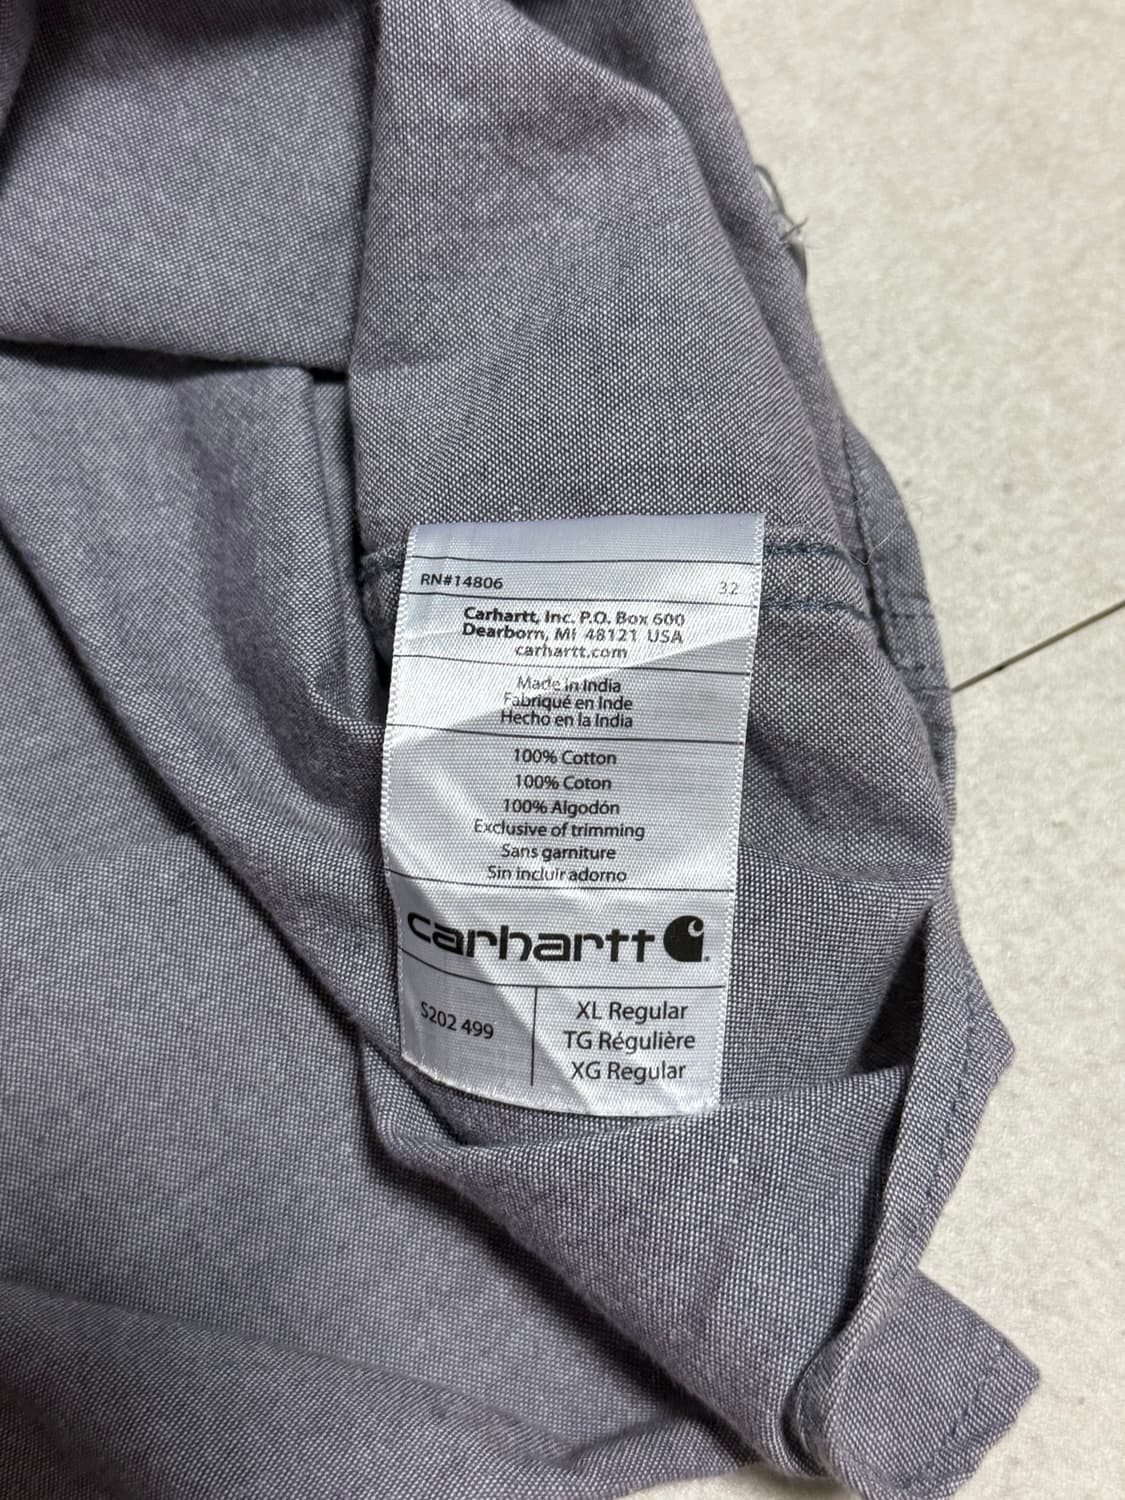 RN#14806 32
Carhartt, Inc. P.O. Box 600
Dearborn, MI 48121 USA
carhartt.com
Made in India
Fabriqué en Inde
Hecho en la India
100% Cotton
100% Coton
100% Algodón
Exclusive of trimming
Sans garniture
Sin incluir adorno
carhartt
S202 499
XL Regular
TG Régulière
XG Regular